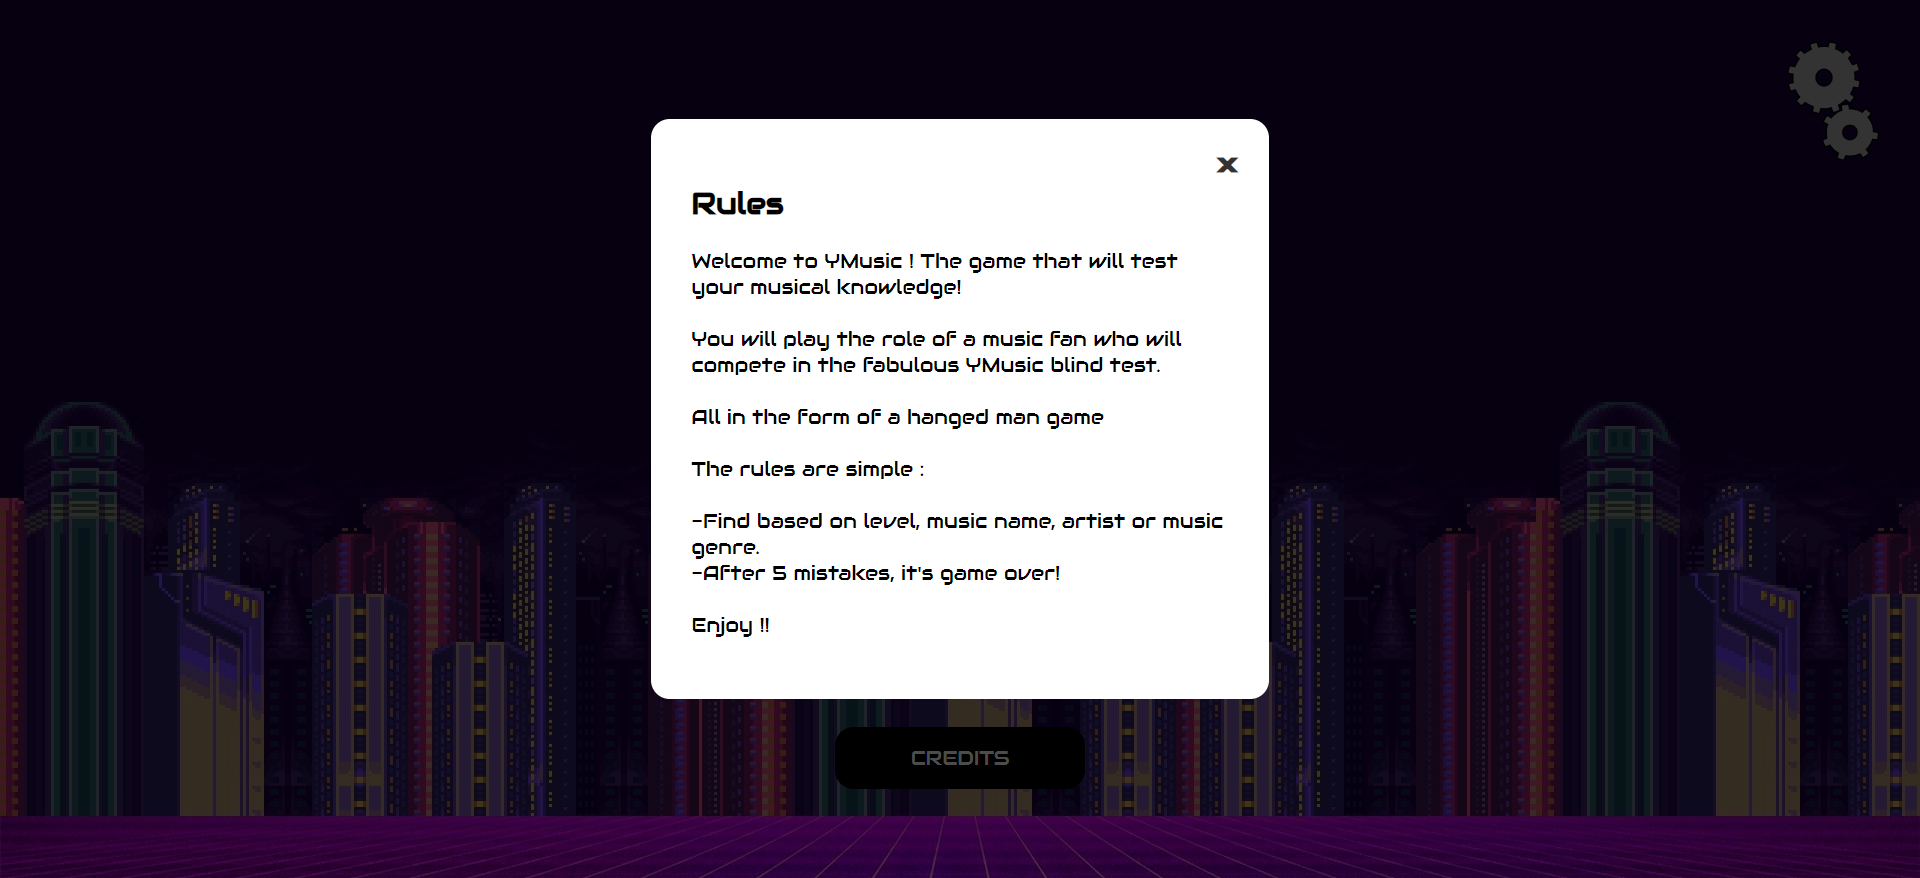 x
Rules
Welcome to YMusic ! The game that will test
your musical knowledge!
You will play the role of a music fan who will
compete in the fabulous YMusic blind test.
All in the form of a hanged man game
The rules are simple :
-Find based on level, music name, artist or music
genre.
-After 5 mistakes, it's game over!
Enjoy !!
CREDITS